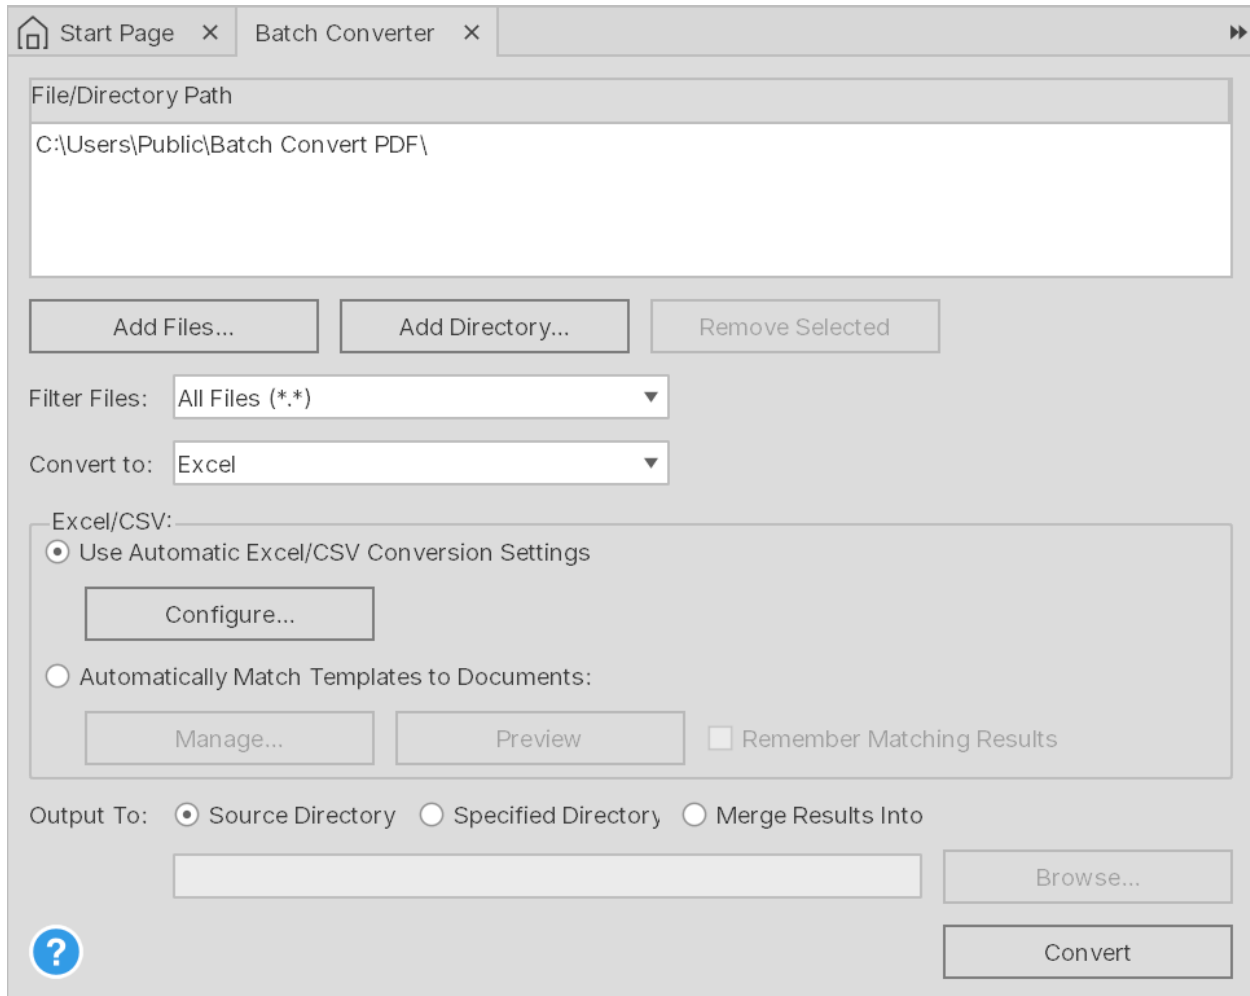 Start Page
Batch Converter
File/Directory Path
C:\Users\Public\Batch Convert PDF\
Add Files... Add Directory... Remove Selected
Filter Files: All Files (*.*)
Convert to: Excel
Excel/CSV:
Use Automatic Excel/CSV Conversion Settings
Configure...
Automatically Match Templates to Documents:
Manage... Preview Remember Matching Results
Output To: Source Directory Specified Directory Merge Results Into
Browse...
? Convert